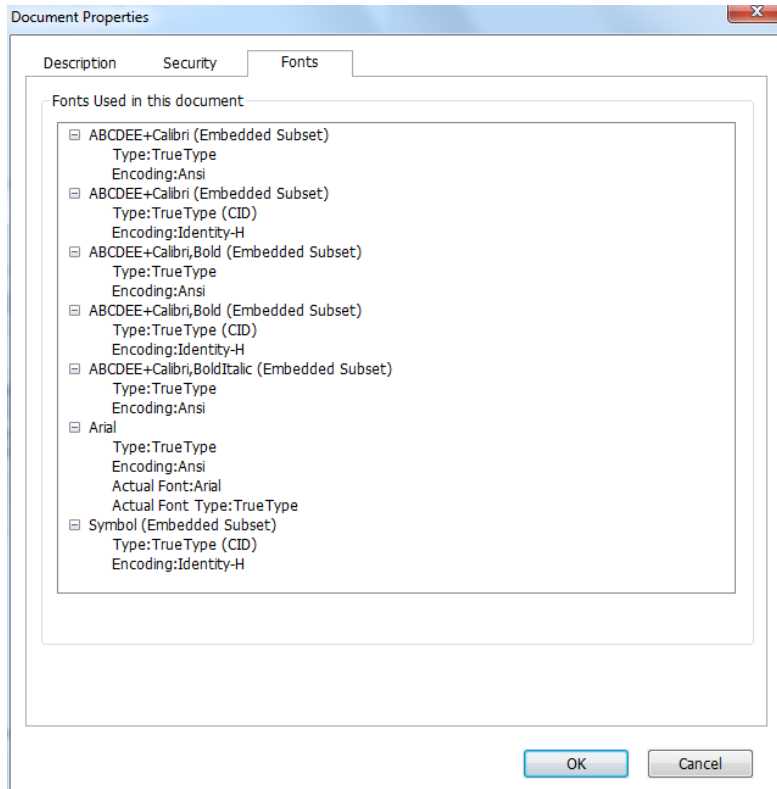 Document Properties
Description Security Fonts
Fonts Used in this document
ABCDEE+Calibri (Embedded Subset)
Type:TrueType
Encoding:Ansi
ABCDEE+Calibri (Embedded Subset)
Type:TrueType (CID)
Encoding:Identity-H
ABCDEE+Calibri,Bold (Embedded Subset)
Type:TrueType
Encoding:Ansi
ABCDEE+Calibri,Bold (Embedded Subset)
Type:TrueType (CID)
Encoding:Identity-H
ABCDEE+Calibri,BoldItalic (Embedded Subset)
Type:TrueType
Encoding:Ansi
Arial
Type:TrueType
Encoding:Ansi
Actual Font:Arial
Actual Font Type:TrueType
Symbol (Embedded Subset)
Type:TrueType (CID)
Encoding:Identity-H
OK Cancel